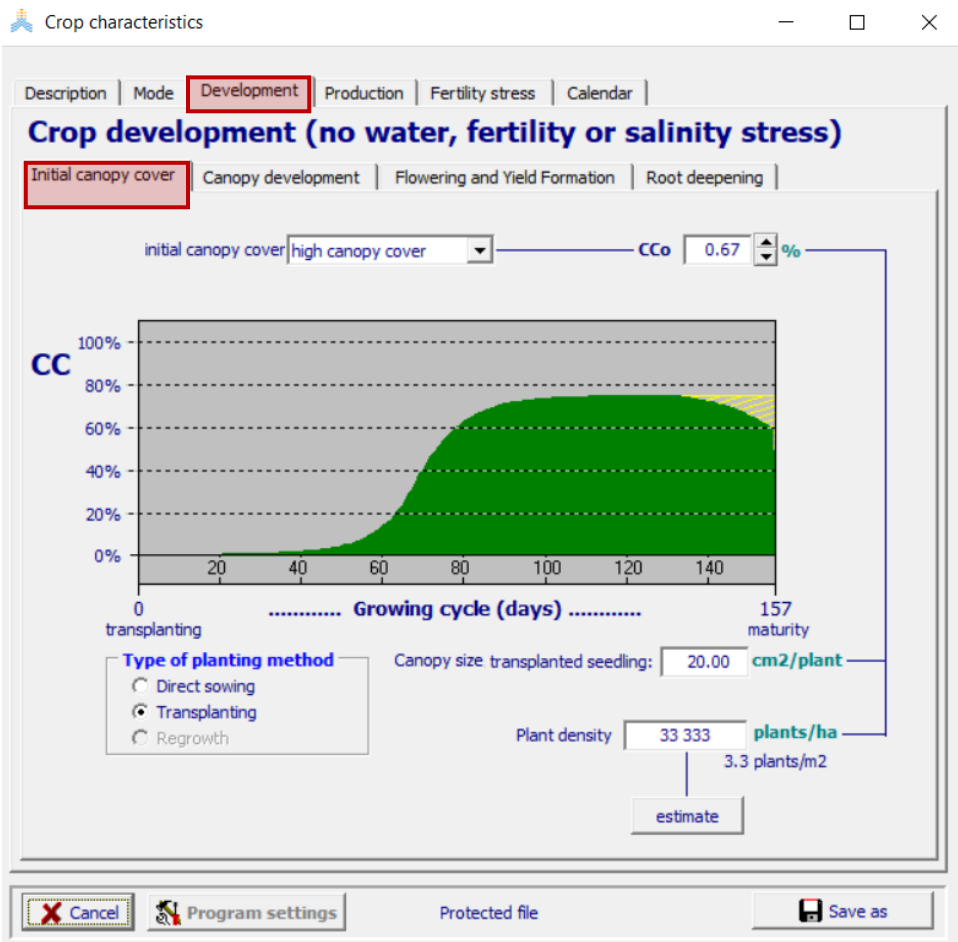 Crop characteristics
Description Mode Development Production Fertility stress Calendar
Crop development (no water, fertility or salinity stress)
Initial canopy cover Canopy development Flowering and Yield Formation Root deepening
initial canopy cover high canopy cover CCo 0.67 %
CC
100%
80%
60%
40%
20%
0%
20 40 60 80 100 120 140
0 ............ Growing cycle (days) ............ 157
transplanting maturity
Type of planting method
Direct sowing
Transplanting
Regrowth
Canopy size transplanted seedling: 20.00 cm2/plant
Plant density 33 333 plants/ha
3.3 plants/m2
estimate
Cancel Program settings Protected file Save as